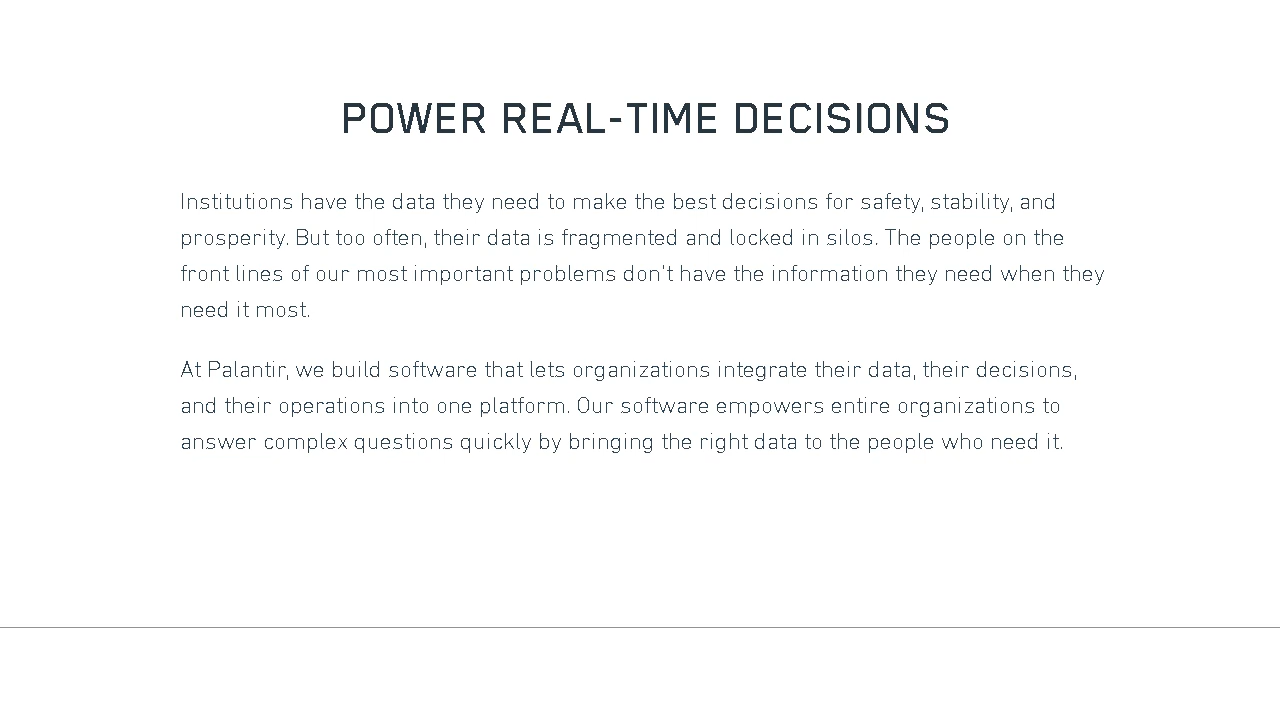 POWER REAL-TIME DECISIONS
Institutions have the data they need to make the best decisions for safety, stability, and
prosperity. But too often, their data is fragmented and locked in silos. The people on the
front lines of our most important problems don't have the information they need when they
need it most.
At Palantir, we build software that lets organizations integrate their data, their decisions,
and their operations into one platform. Our software empowers entire organizations to
answer complex questions quickly by bringing the right data to the people who need it.